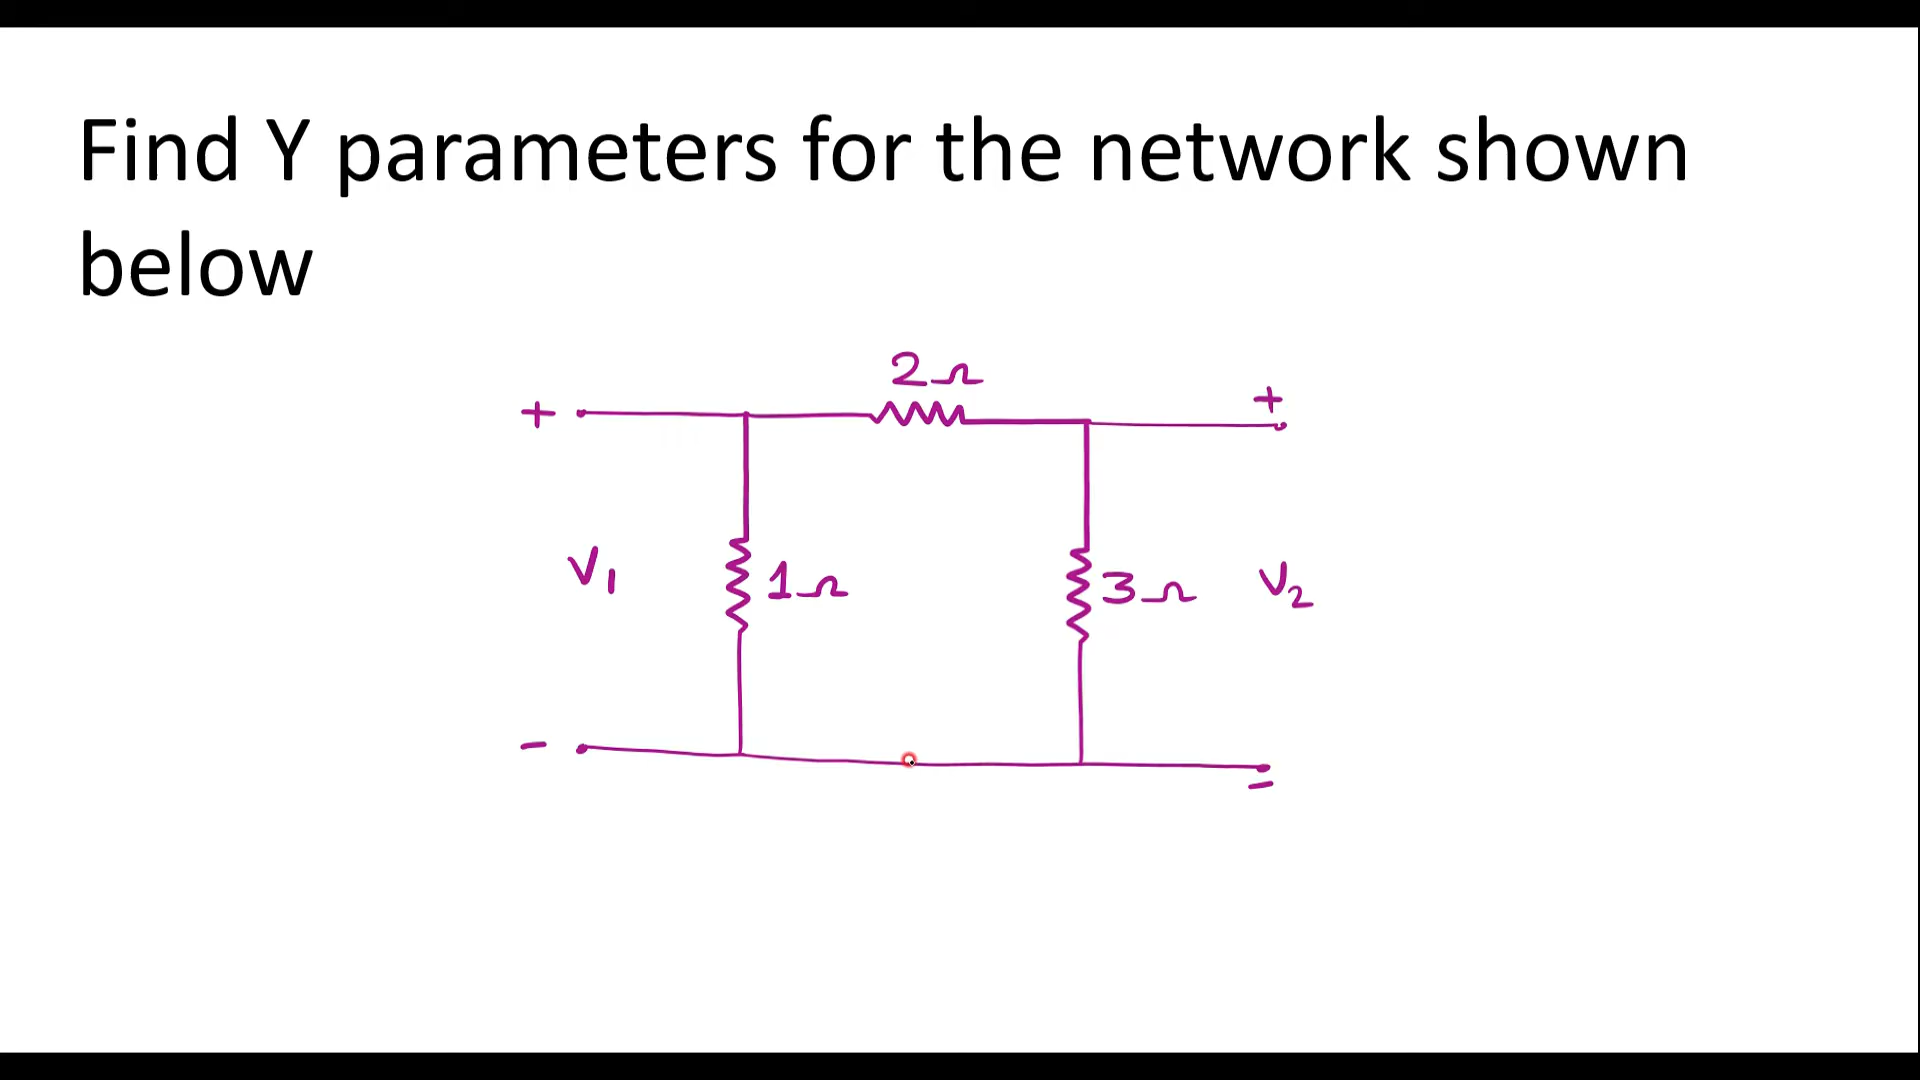 Find Y parameters for the network shown
below
2Ω
+ +
V₁ 1Ω 3Ω V₂
- -